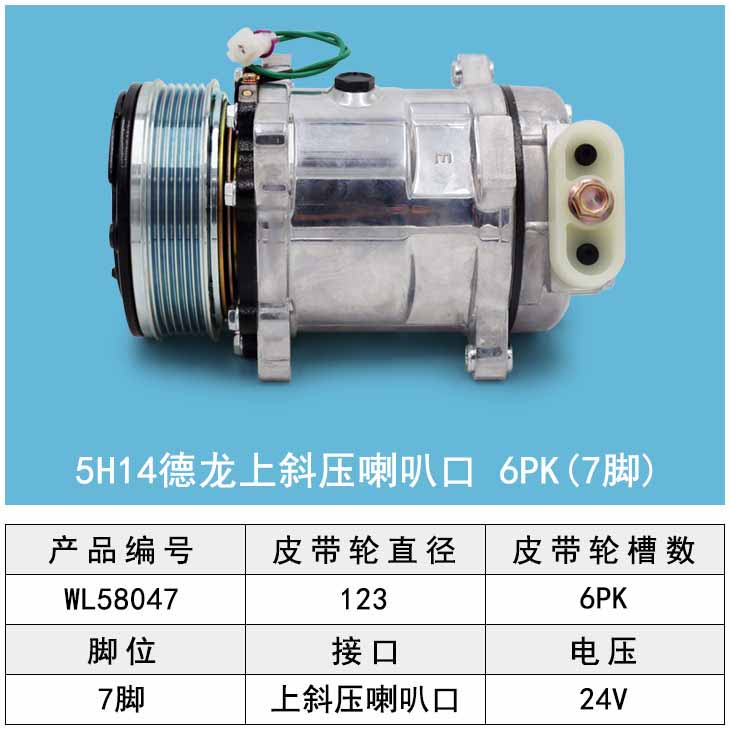 E
5H14德龙上斜压喇叭口 6PK(7脚)
产品编号 皮带轮直径 皮带轮槽数
WL58047 123 6PK
脚位 接口 电压
7脚 上斜压喇叭口 24V